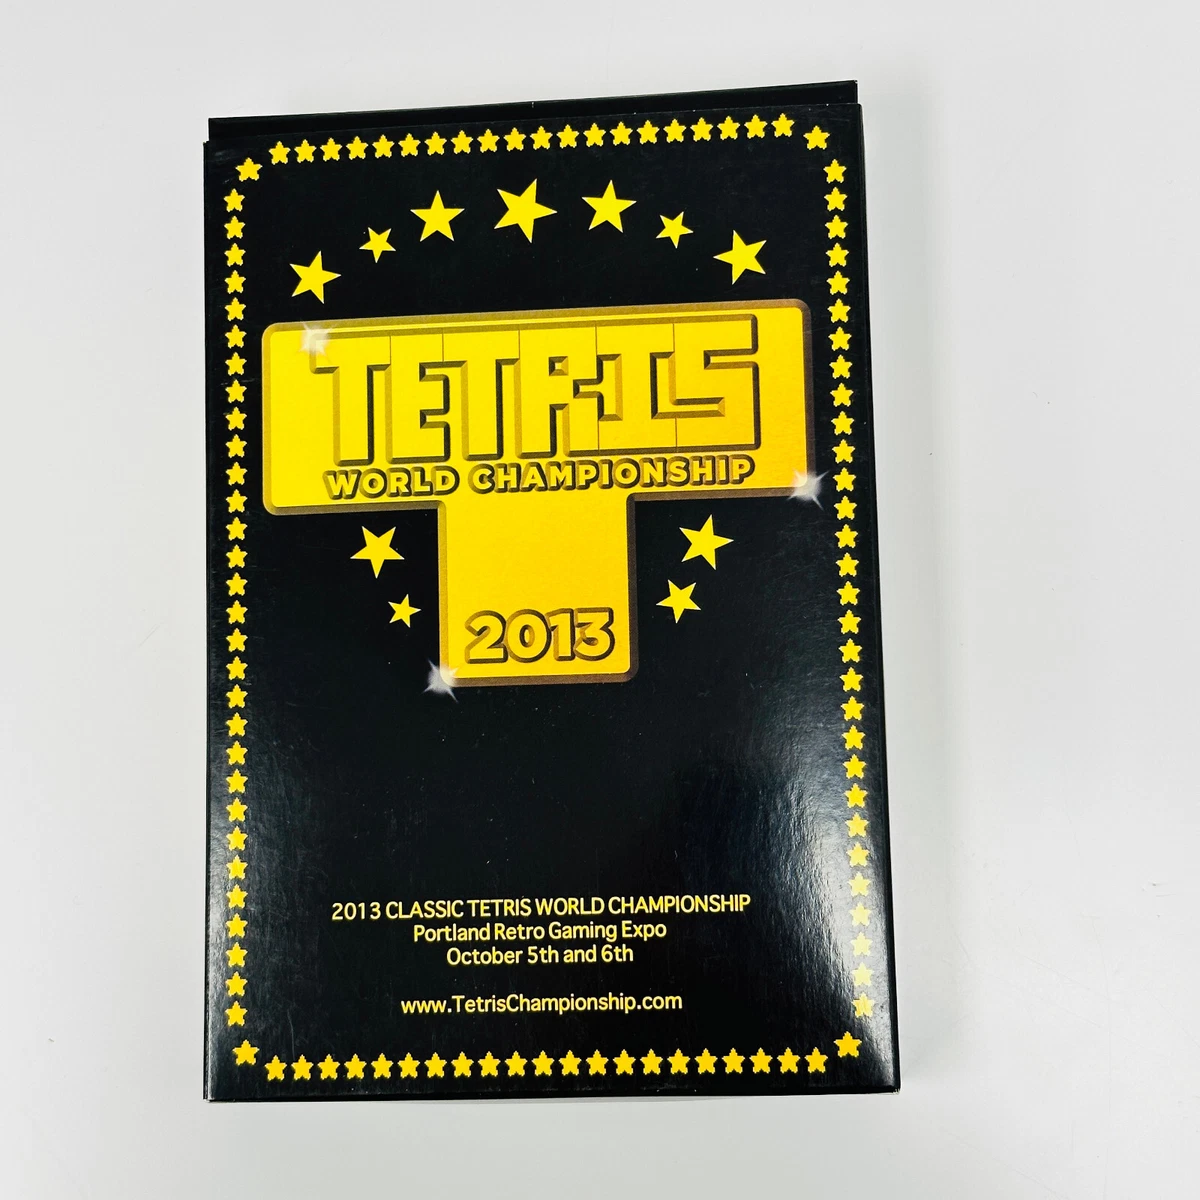 TETRIS
WORLD CHAMPIONSHIP
2013
2013 CLASSIC TETRIS WORLD CHAMPIONSHIP
Portland Retro Gaming Expo
October 5th and 6th
www.TetrisChampionship.com